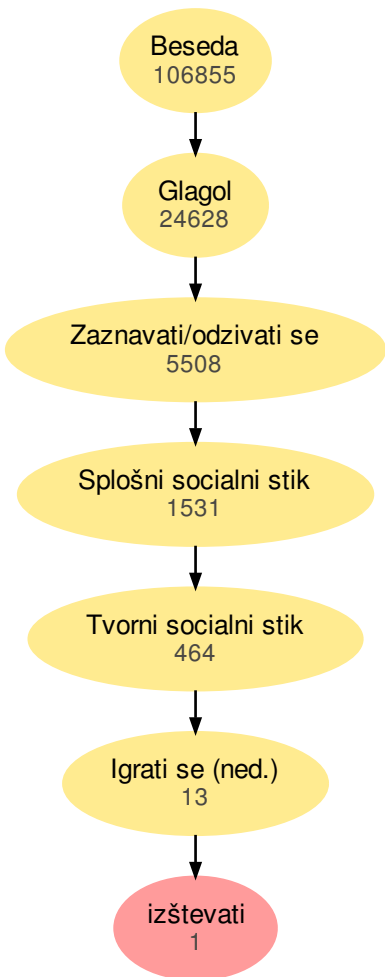 Beseda
106855
Glagol
24628
Zaznavati/odzivati se
5508
Splošni socialni stik
1531
Tvorni socialni stik
464
Igrati se (ned.)
13
izštevati
1